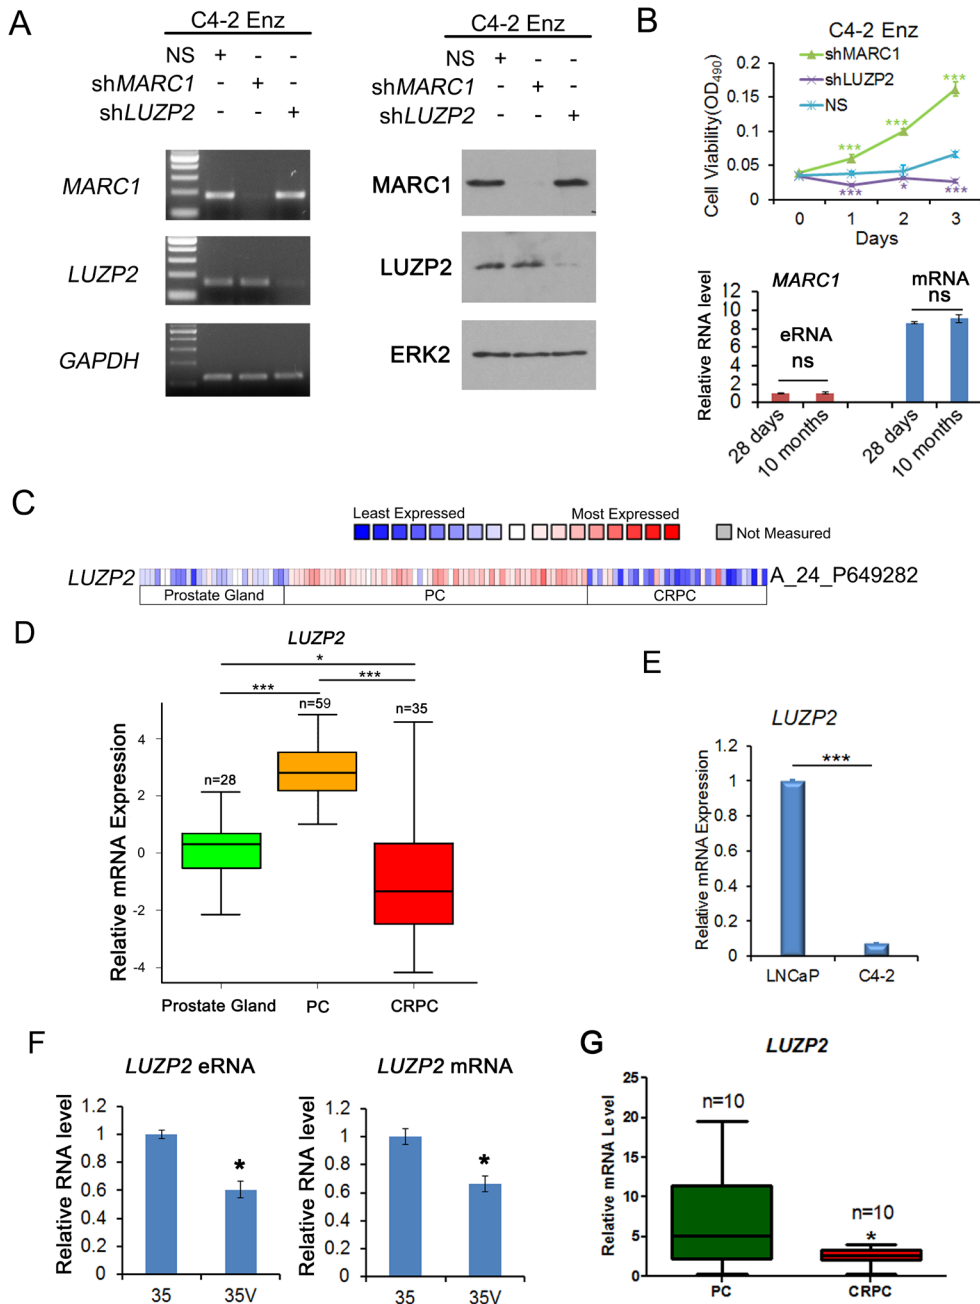 A
C4-2 Enz
NS + - -
shMARC1 - + -
shLUZP2 - - +
MARC1
LUZP2
GAPDH
C4-2 Enz
NS + - -
shMARC1 - + -
shLUZP2 - - +
MARC1
LUZP2
ERK2
B
C4-2 Enz
shMARC1
shLUZP2
NS
Cell Viability(OD490)
0.2
0.15
0.1
0.05
0
*** *** ***
*** * ***
0 1 2 3
Days
Relative RNA level
12
10
8
6
4
2
0
MARC1
eRNA
ns
mRNA
ns
28 days
10 months
28 days
10 months
C
Least Expressed
Most Expressed
Not Measured
LUZP2
A_24_P649282
Prostate Gland
PC
CRPC
D
LUZP2
*
***
***
n=28
n=59
n=35
Relative mRNA Expression
4
2
0
-2
-4
Prostate Gland
PC
CRPC
E
LUZP2
Relative mRNA Expression
1.2
1
0.8
0.6
0.4
0.2
0
***
LNCaP
C4-2
F
LUZP2 eRNA
Relative RNA level
1.2
1
0.8
0.6
0.4
0.2
0
*
35
35V
LUZP2 mRNA
Relative RNA level
1.2
1
0.8
0.6
0.4
0.2
0
*
35
35V
G
LUZP2
Relative mRNA Level
25
20
15
10
5
0
n=10
n=10
*
PC
CRPC